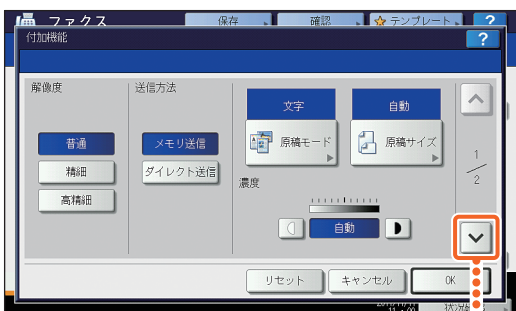 ファクス 保存 確認 テンプレート ?
付加機能 ?
解像度 送信方法
文字 自動
普通 メモリ送信 原稿モード 原稿サイズ
精細 ダイレクト送信
高精細
1
2
濃度
自動
リセット キャンセル OK